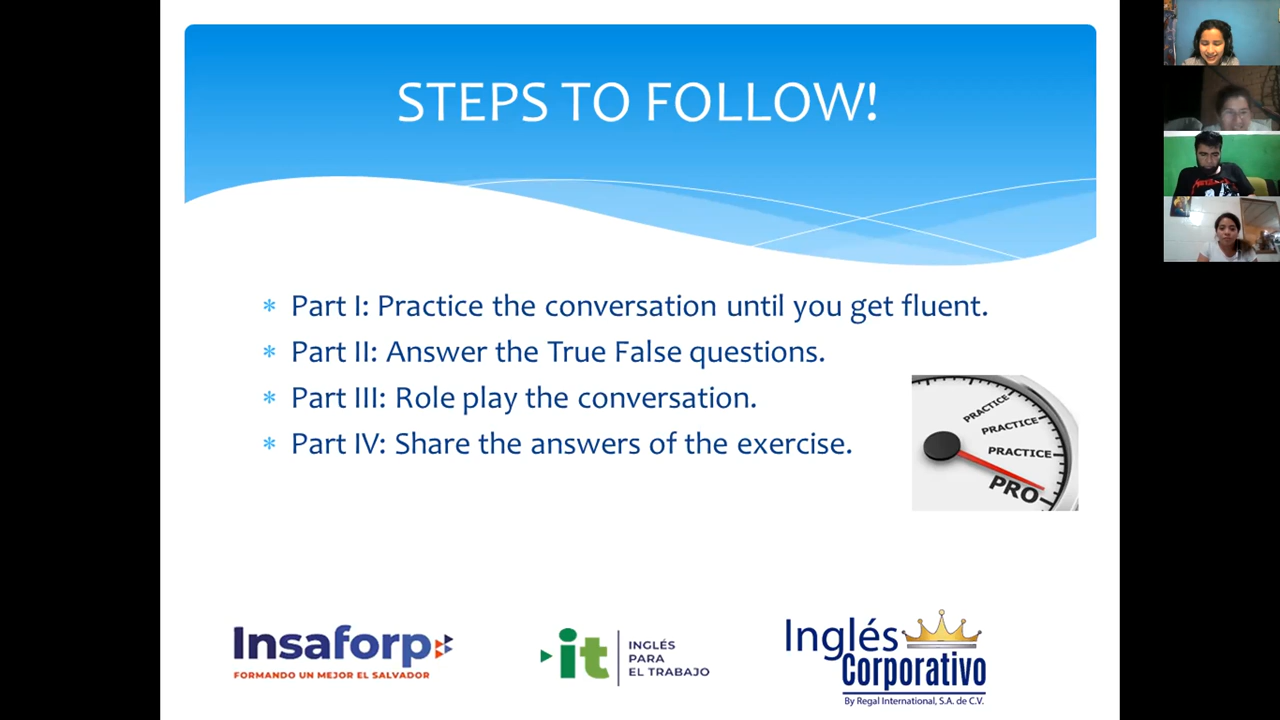 STEPS TO FOLLOW!
* Part I: Practice the conversation until you get fluent.
* Part II: Answer the True False questions.
* Part III: Role play the conversation.
* Part IV: Share the answers of the exercise.
PRACTICE
PRACTICE
PRACTICE
PRO
Insaforp
FORMANDO UN MEJOR EL SALVADOR
it
INGLÉS
PARA
EL TRABAJO
Inglés
Corporativo
By Regal International, S.A. de C.V.